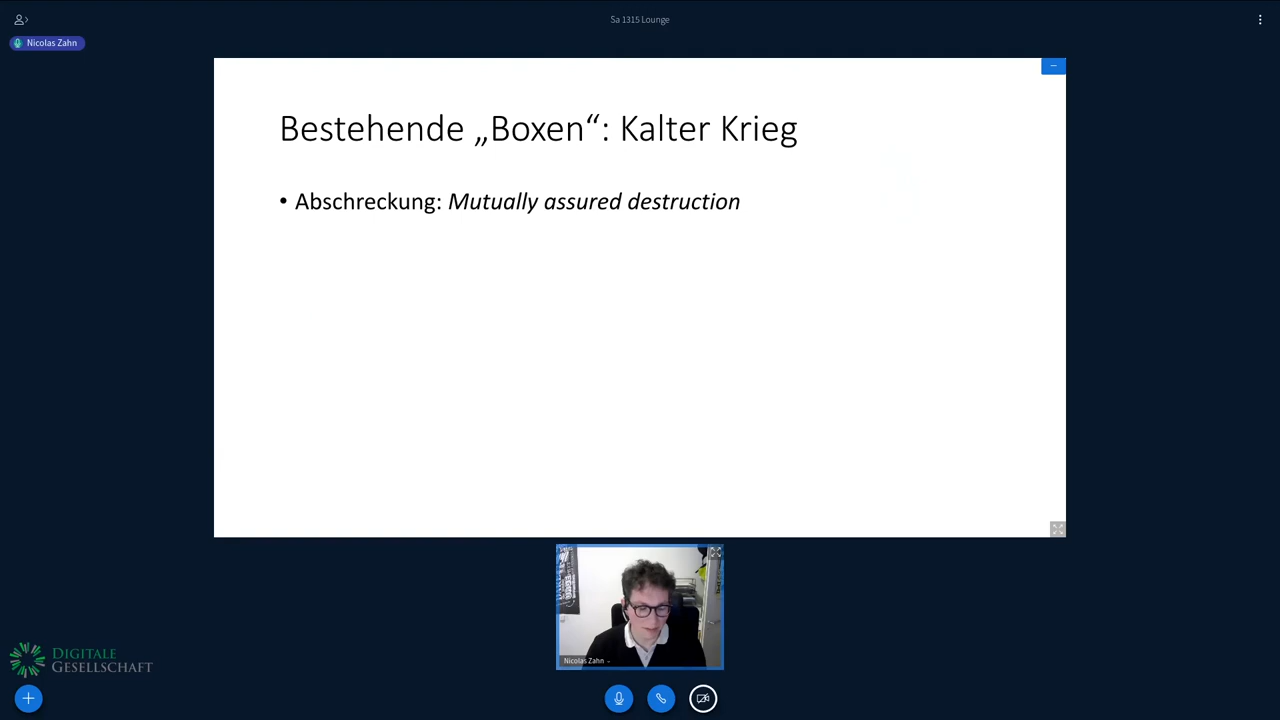 Sa 1315 Lounge
Nicolas Zahn
Bestehende „Boxen“: Kalter Krieg
• Abschreckung: Mutually assured destruction
Nicolas Zahn
DIGITALE
GESELLSCHAFT